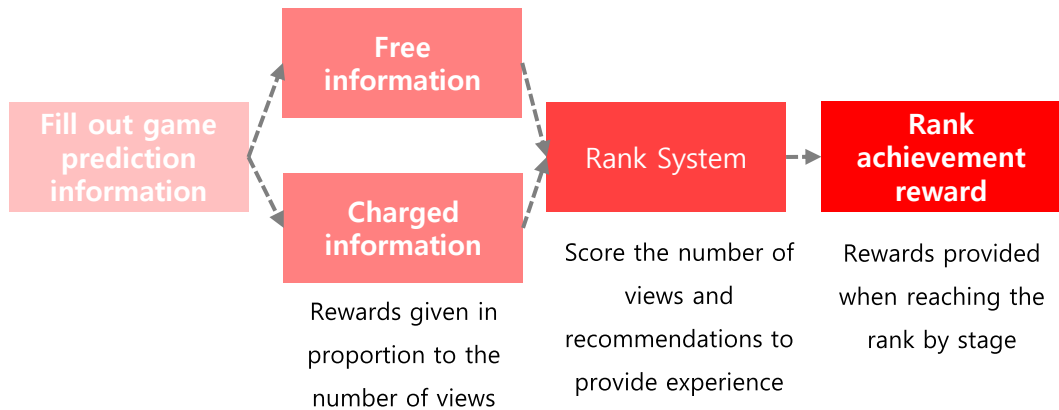 Fill out game
prediction
information
Free
information
Charged
information
Rewards given in
proportion to the
number of views
Rank System
Score the number of
views and
recommendations to
provide experience
Rank
achievement
reward
Rewards provided
when reaching the
rank by stage